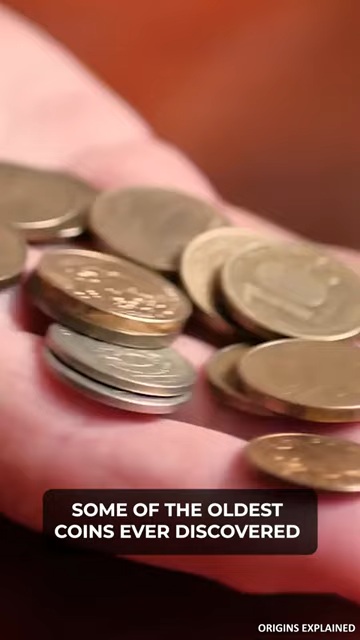 SOME OF THE OLDEST
COINS EVER DISCOVERED
ORIGINS EXPLAINED